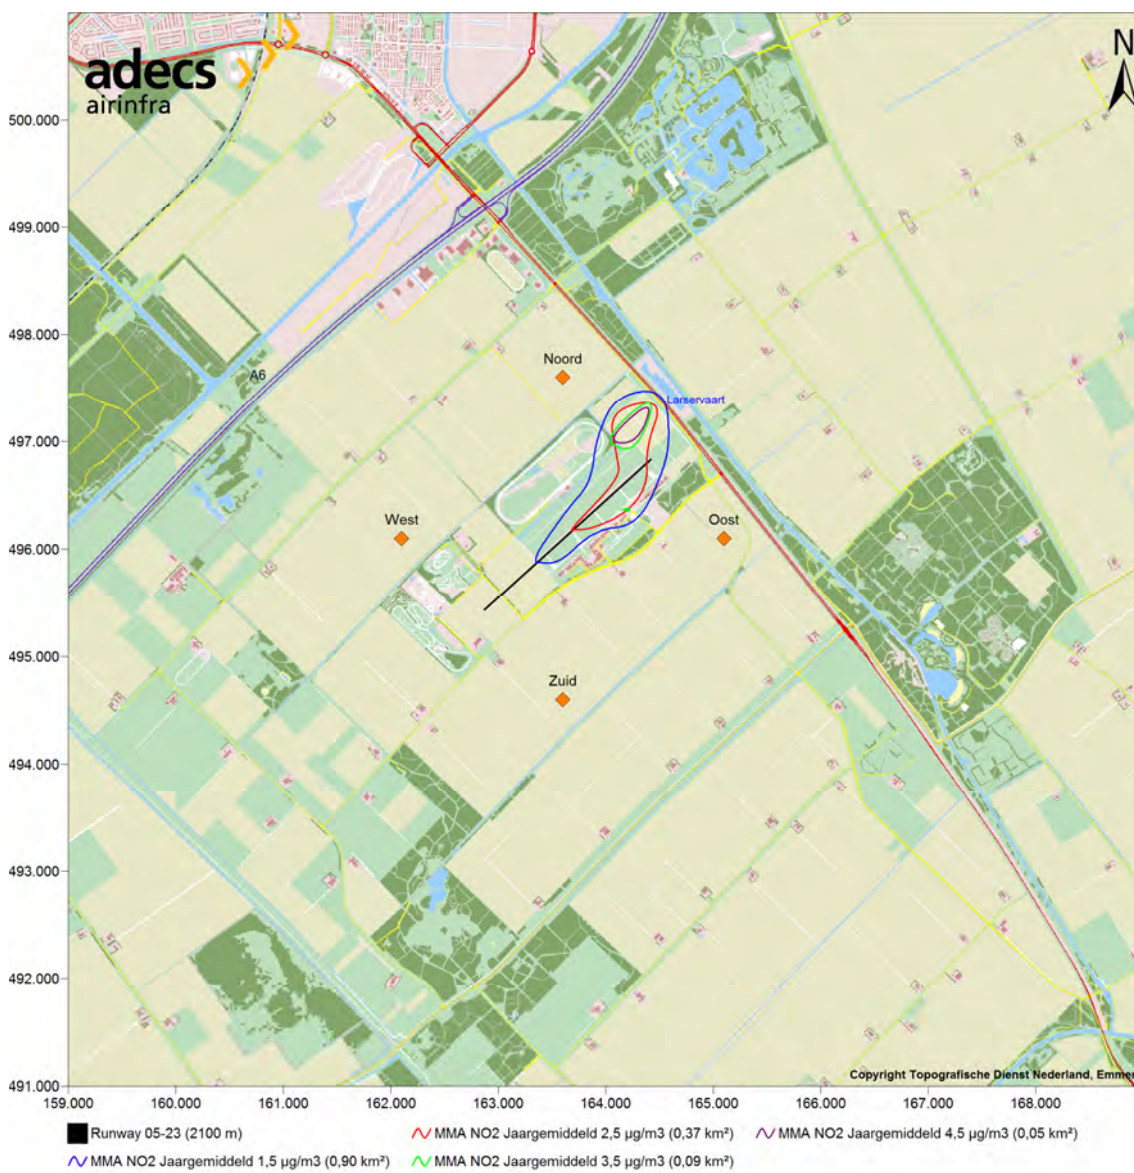 adecs
airinfra
N
500.000
499.000
498.000
Noord
A6
Larservaart
497.000
West
Oost
496.000
495.000
Zuid
494.000
493.000
492.000
491.000
Copyright Topografische Dienst Nederland, Emmen
159.000 160.000 161.000 162.000 163.000 164.000 165.000 166.000 167.000 168.000
Runway 05-23 (2100 m)
MMA NO2 Jaargemiddeld 2,5 µg/m3 (0,37 km²)
MMA NO2 Jaargemiddeld 4,5 µg/m3 (0,05 km²)
MMA NO2 Jaargemiddeld 1,5 µg/m3 (0,90 km²)
MMA NO2 Jaargemiddeld 3,5 µg/m3 (0,09 km²)